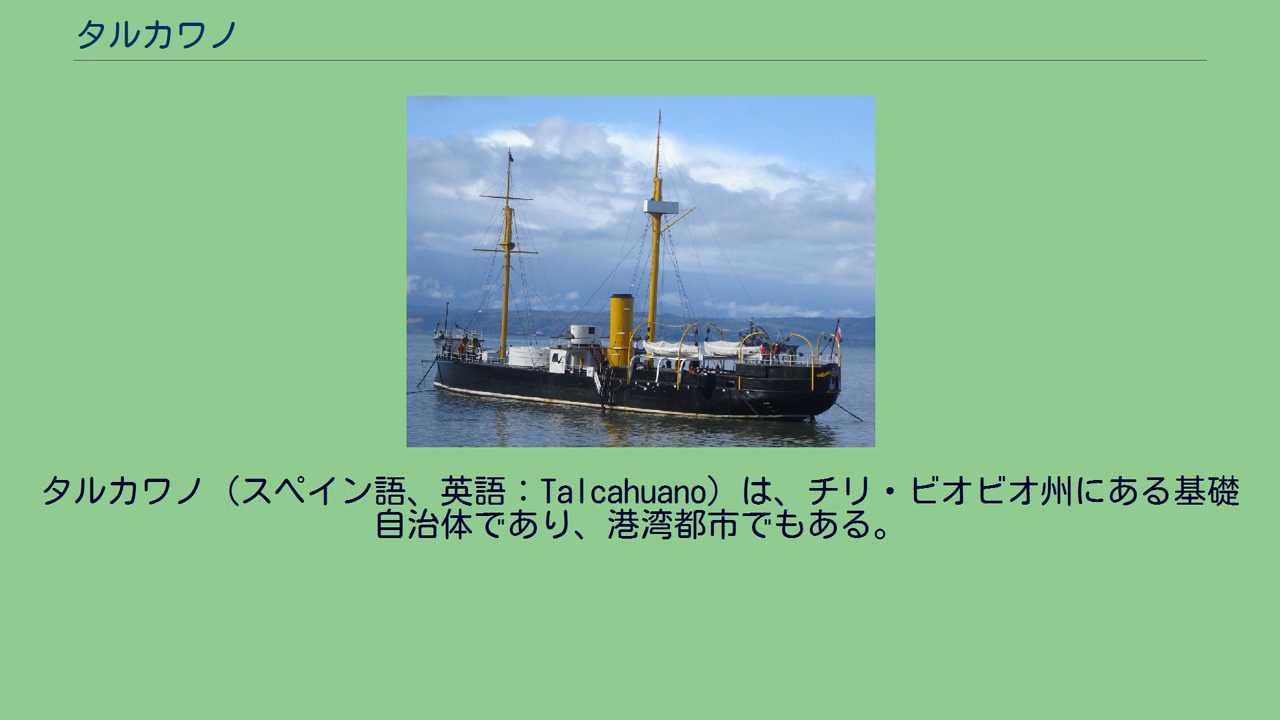 タルカワノ
タルカワノ（スペイン語、英語：Talcahuano）は、チリ・ビオビオ州にある基礎
自治体であり、港湾都市でもある。